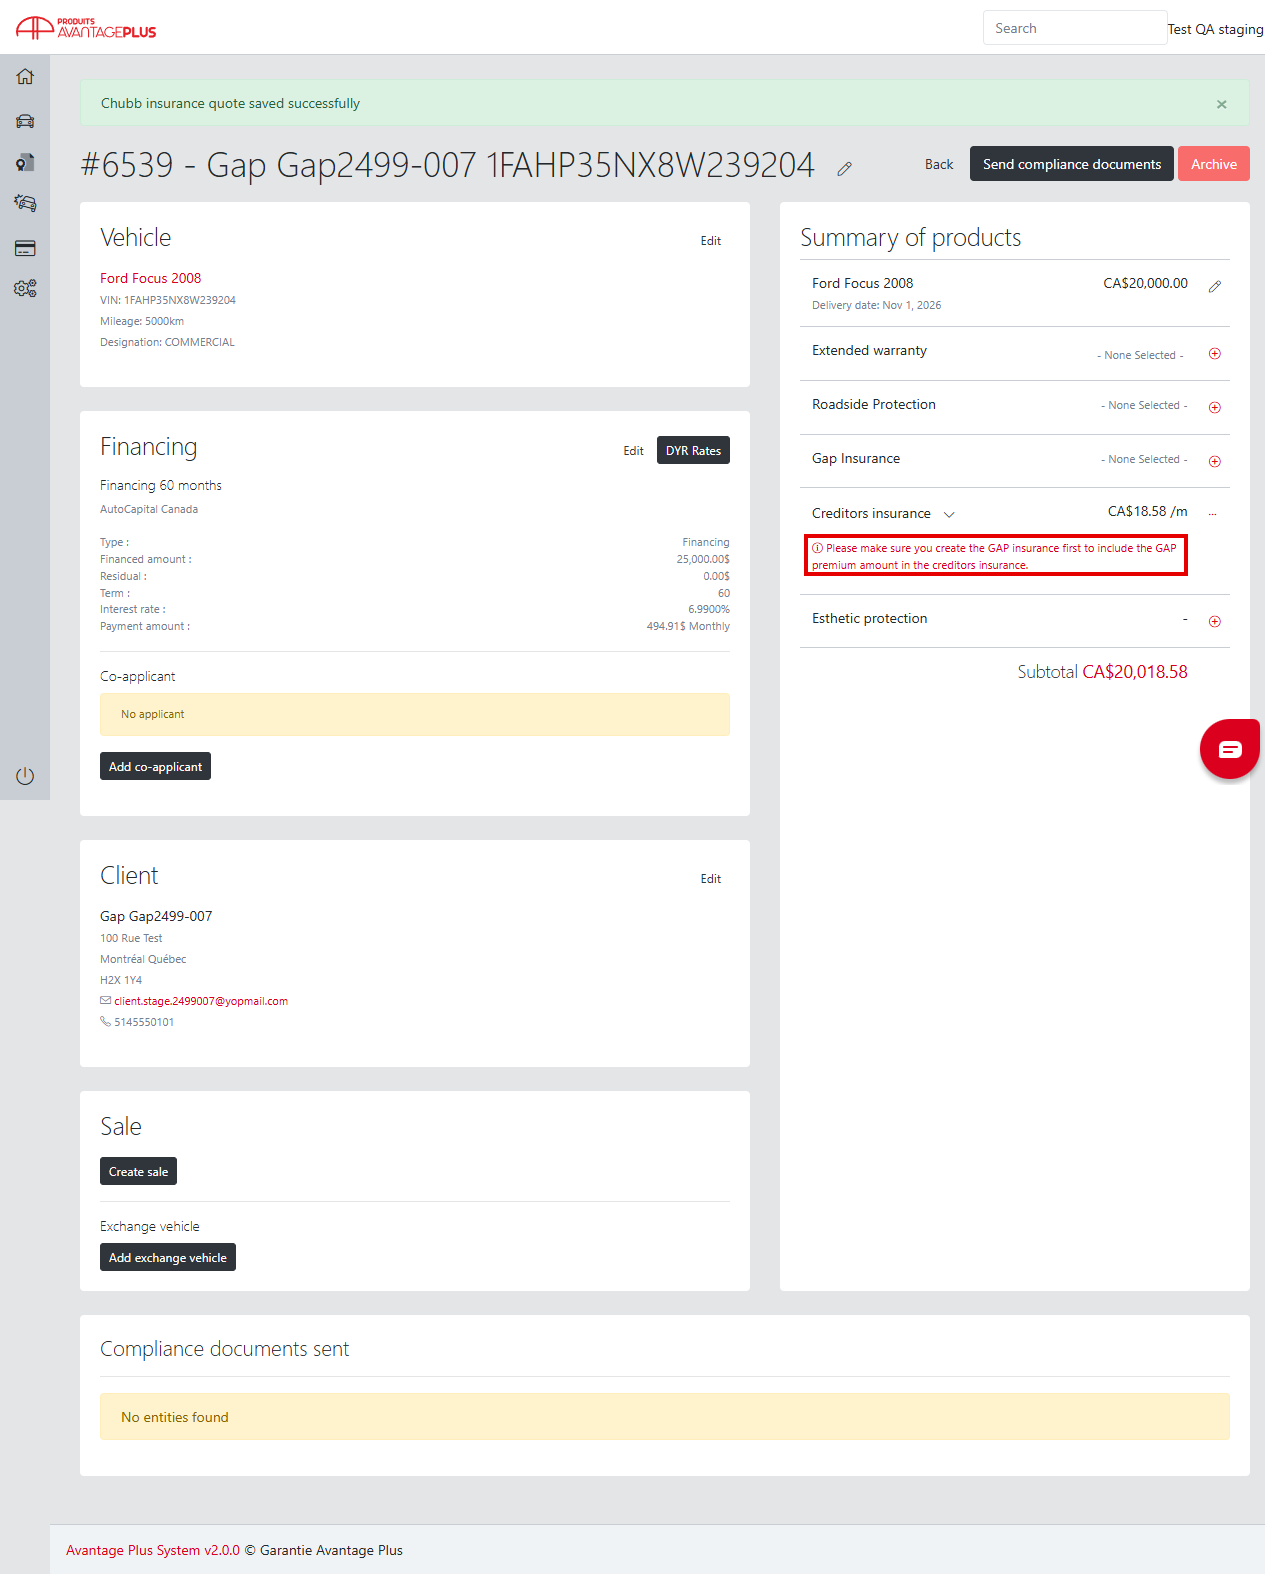 PRODUITS
AVANTAGEPLUS
Search
Test QA staging
Chubb insurance quote saved successfully
×
#6539 - Gap Gap2499-007 1FAHP35NX8W239204
Back
Send compliance documents
Archive
Vehicle
Edit
Ford Focus 2008
VIN: 1FAHP35NX8W239204
Mileage: 5000km
Designation: COMMERCIAL
Financing
Edit
DYR Rates
Financing 60 months
AutoCapital Canada
Type : Financing
Financed amount : 25,000.00$
Residual : 0.00$
Term : 60
Interest rate : 6.9900%
Payment amount : 494.91$ Monthly
Co-applicant
No applicant
Add co-applicant
Client
Edit
Gap Gap2499-007
100 Rue Test
Montréal Québec
H2X 1Y4
client.stage.2499007@yopmail.com
5145550101
Sale
Create sale
Exchange vehicle
Add exchange vehicle
Summary of products
Ford Focus 2008 CA$20,000.00
Delivery date: Nov 1, 2026
Extended warranty - None Selected -
Roadside Protection - None Selected -
Gap Insurance - None Selected -
Creditors insurance CA$18.58 /m ...
Please make sure you create the GAP insurance first to include the GAP
premium amount in the creditors insurance.
Esthetic protection -
Subtotal CA$20,018.58
Compliance documents sent
No entities found
Avantage Plus System v2.0.0 © Garantie Avantage Plus